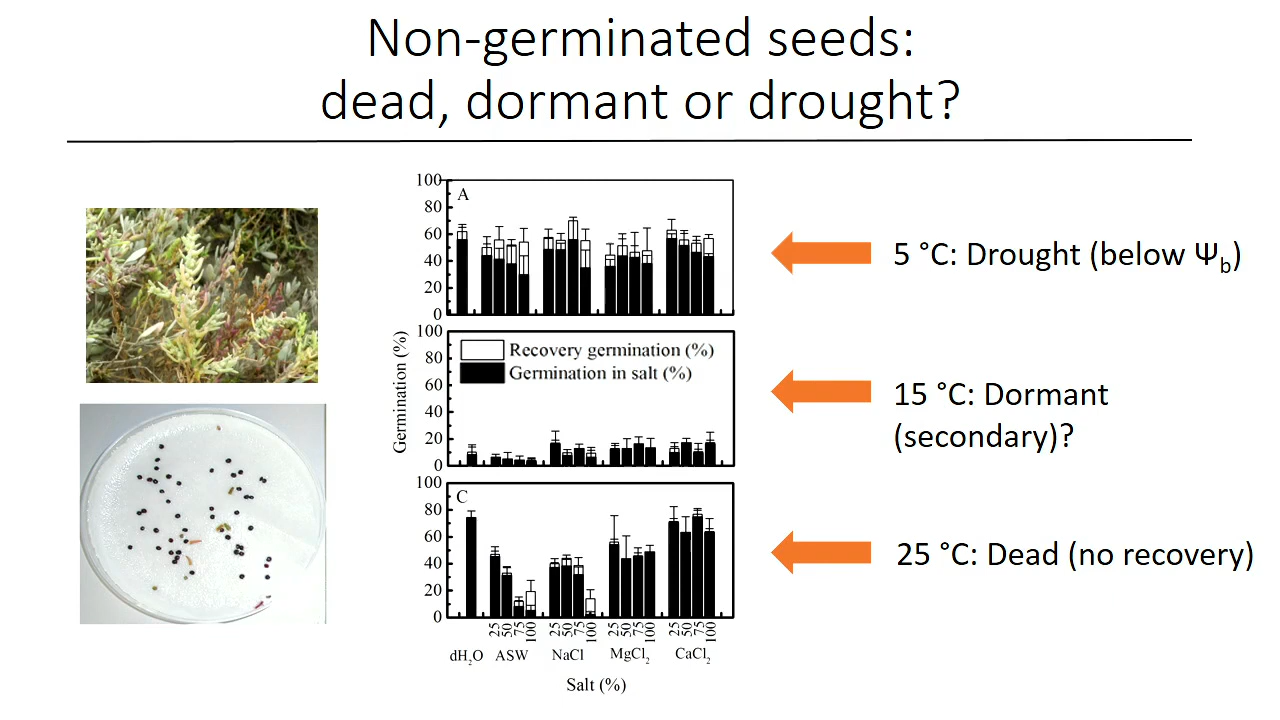 Non-germinated seeds:
dead, dormant or drought?
100
A
80
60
40
20
0
5 °C: Drought (below Ψb)
100
Recovery germination (%)
80
Germination in salt (%)
60
40
20
0
Germination (%)
15 °C: Dormant
(secondary)?
100
C
80
60
40
20
0
25 °C: Dead (no recovery)
25 50 75 100 25 50 75 100 25 50 75 100 25 50 75 100
dH2O ASW NaCl MgCl2 CaCl2
Salt (%)